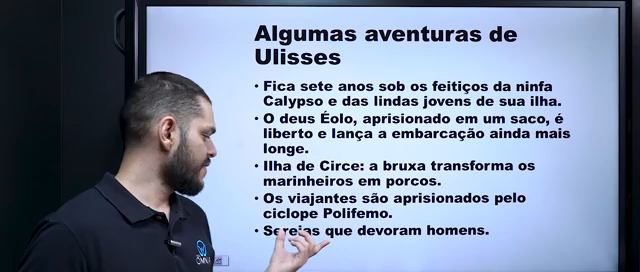 Algumas aventuras de
Ulisses
• Fica sete anos sob os feitiços da ninfa
Calypso e das lindas jovens de sua ilha.
• O deus Éolo, aprisionado em um saco, é
liberto e lança a embarcação ainda mais
longe.
• Ilha de Circe: a bruxa transforma os
marinheiros em porcos.
• Os viajantes são aprisionados pelo
ciclope Polifemo.
• Sereias que devoram homens.